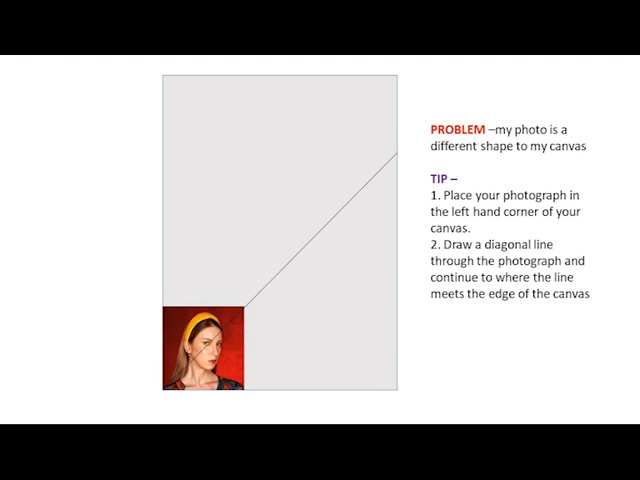 PROBLEM –my photo is a
different shape to my canvas
TIP –
1. Place your photograph in
the left hand corner of your
canvas.
2. Draw a diagonal line
through the photograph and
continue to where the line
meets the edge of the canvas